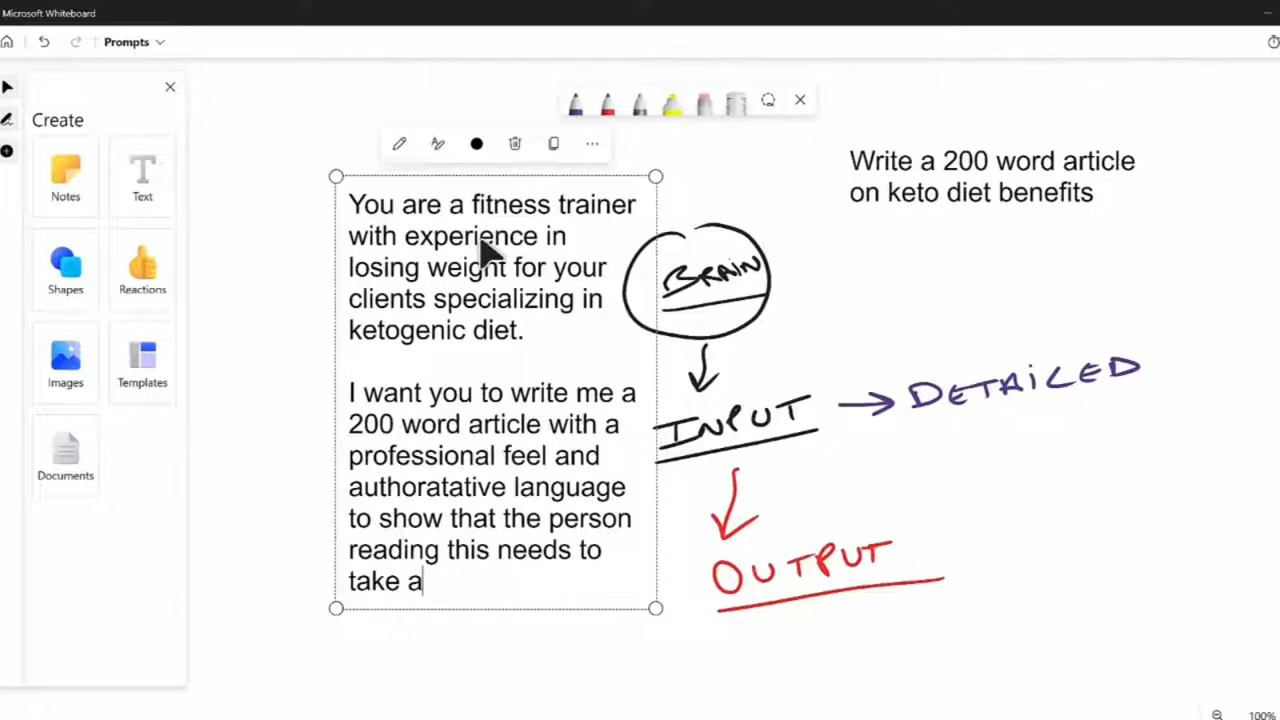 Microsoft Whiteboard
Prompts
Create
Notes
Text
Shapes
Reactions
Images
Templates
Documents
You are a fitness trainer
with experience in
losing weight for your
clients specializing in
ketogenic diet.
I want you to write me a
200 word article with a
professional feel and
authoratative language
to show that the person
reading this needs to
take a
Write a 200 word article
on keto diet benefits
BRAIN
INPUT
DETAILED
OUTPUT
100%